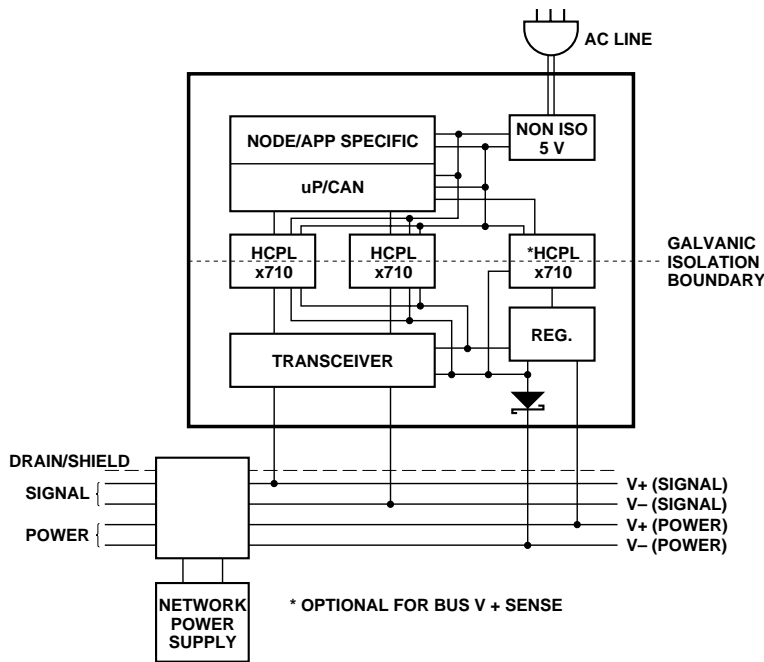 AC LINE
NODE/APP SPECIFIC
NON ISO
5 V
uP/CAN
HCPL
x710
HCPL
x710
*HCPL
x710
GALVANIC
ISOLATION
BOUNDARY
REG.
TRANSCEIVER
DRAIN/SHIELD
SIGNAL
POWER
V+ (SIGNAL)
V– (SIGNAL)
V+ (POWER)
V– (POWER)
NETWORK
POWER
SUPPLY
* OPTIONAL FOR BUS V + SENSE